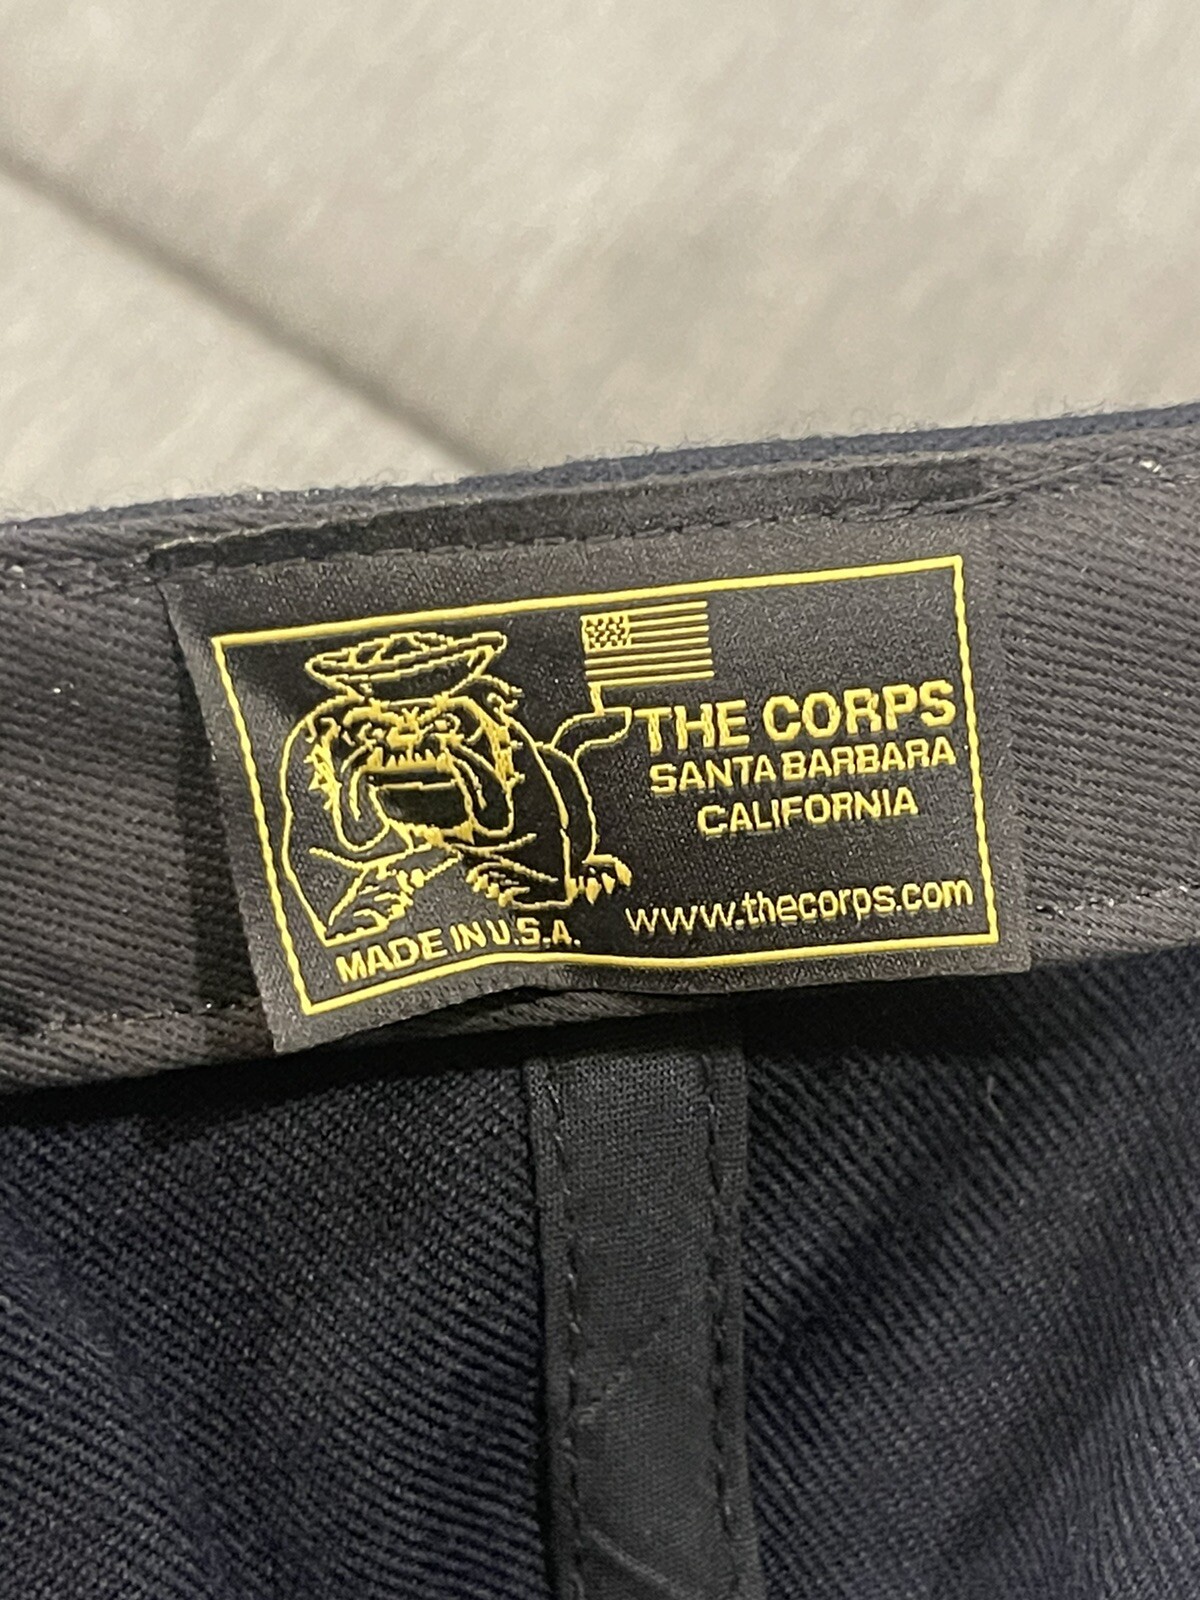 THE CORPS
SANTA BARBARA
CALIFORNIA
www.thecorps.com
MADE IN U.S.A.